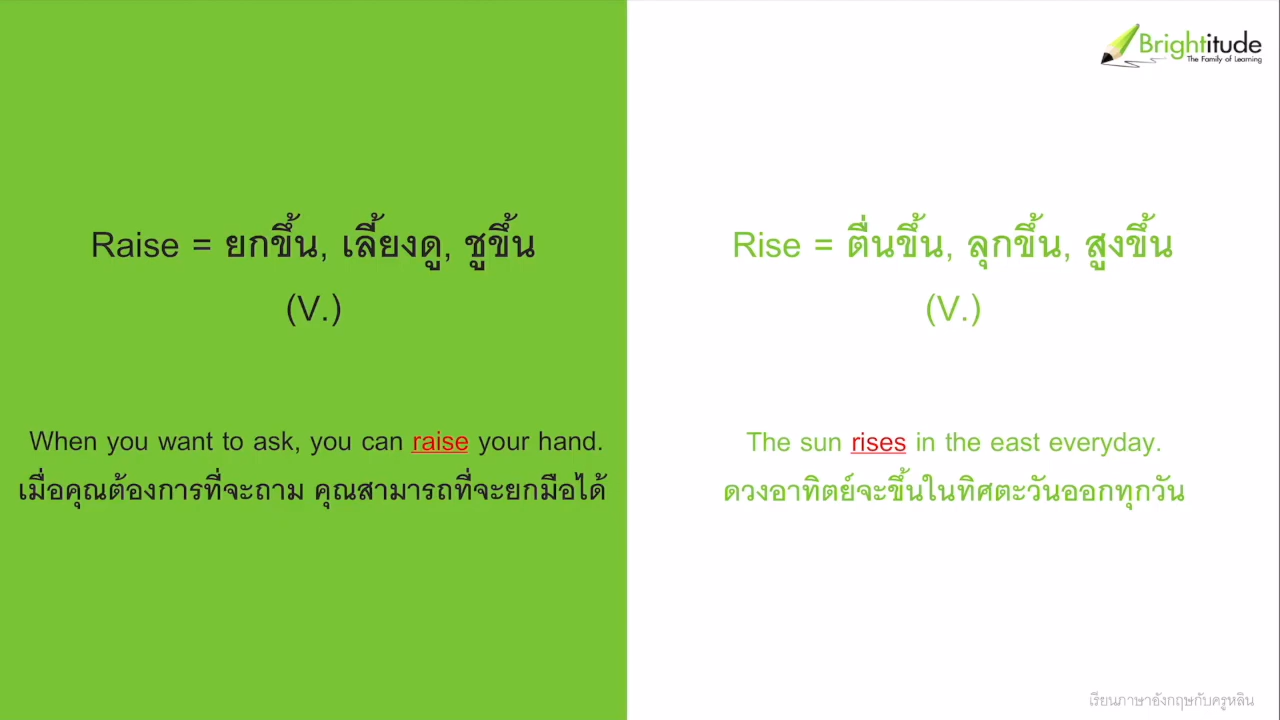 Brightitude
The Family of Learning
Raise = ยกขึ้น, เลี้ยงดู, ชูขึ้น
(V.)
When you want to ask, you can raise your hand.
เมื่อคุณต้องการที่จะถาม คุณสามารถที่จะยกมือได้
Rise = ตื่นขึ้น, ลุกขึ้น, สูงขึ้น
(V.)
The sun rises in the east everyday.
ดวงอาทิตย์จะขึ้นในทิศตะวันออกทุกวัน
เรียนภาษาอังกฤษกับครูหลิน